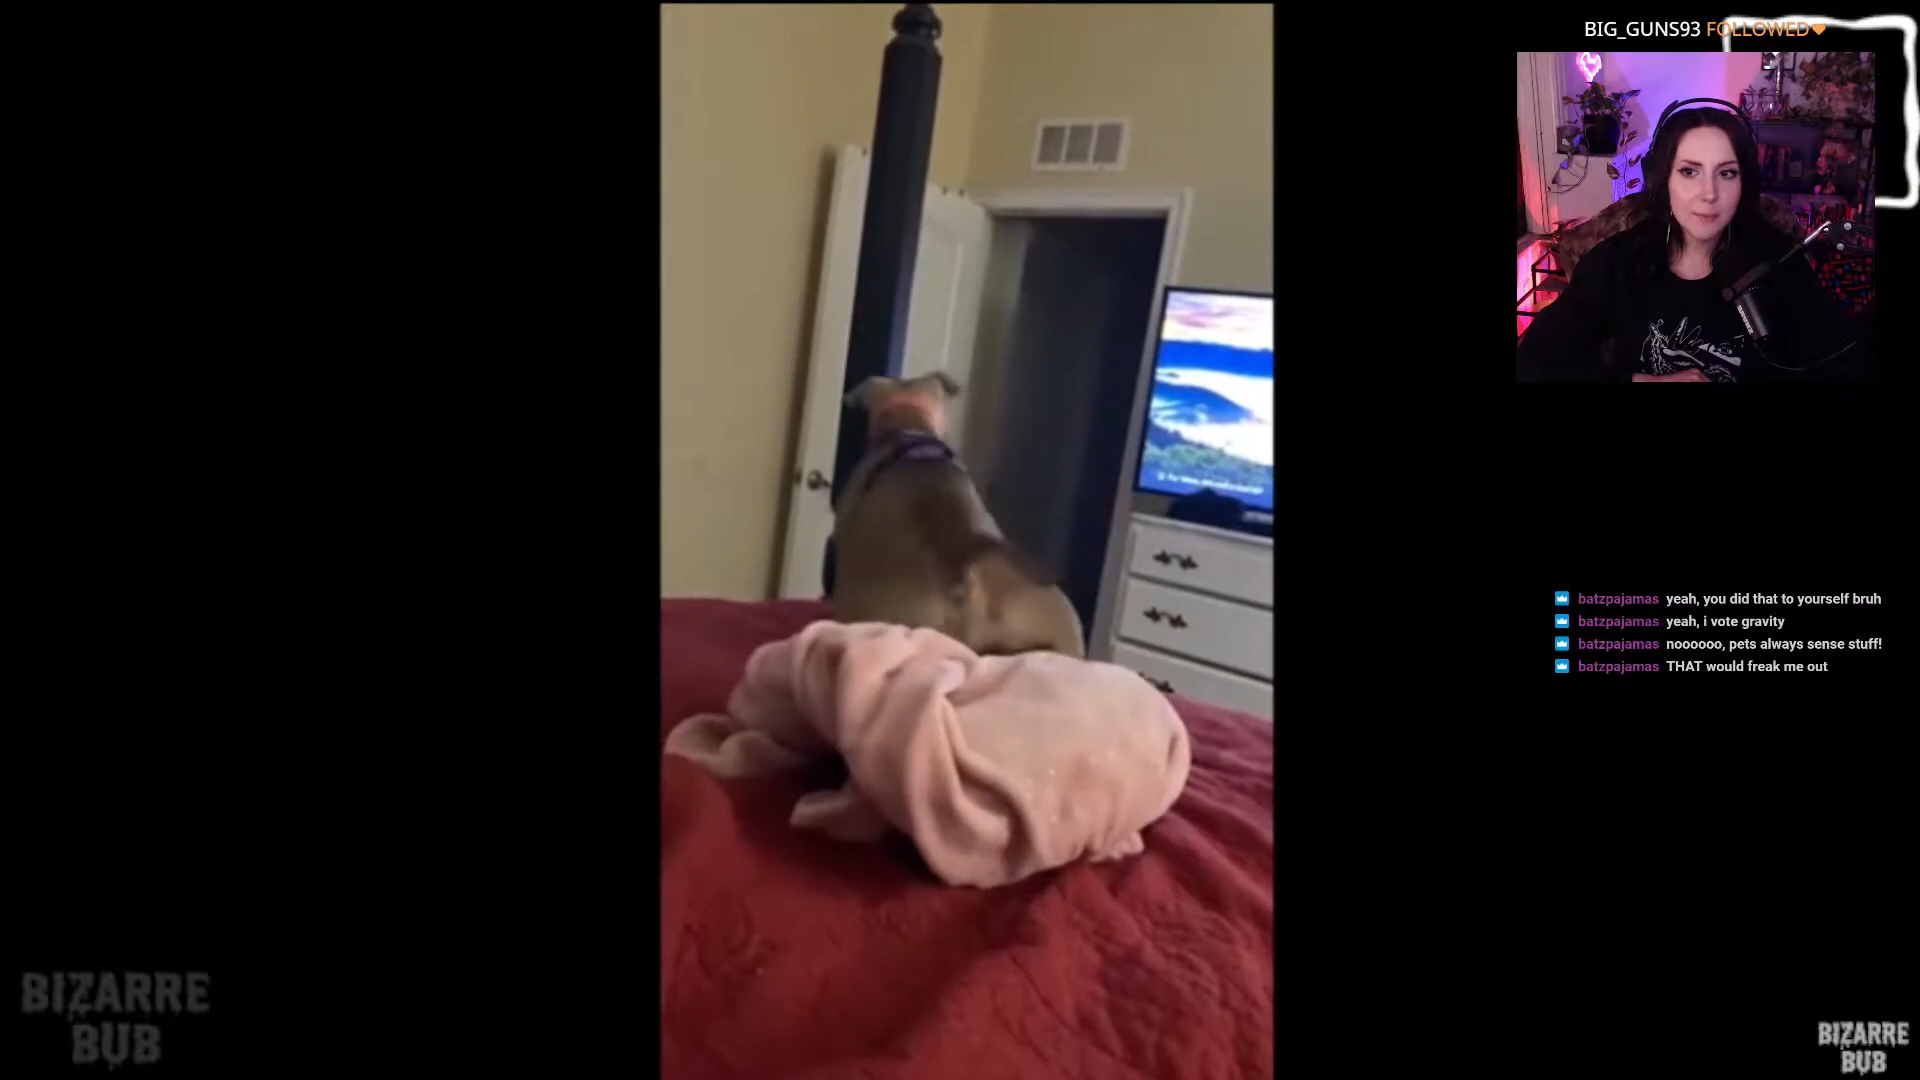 BIG_GUNS93 FOLLOWED
batzpajamas yeah, you did that to yourself bruh
batzpajamas yeah, i vote gravity
batzpajamas noooooo, pets always sense stuff!
batzpajamas THAT would freak me out
BIZARRE
BUB
BIZARRE
BUB